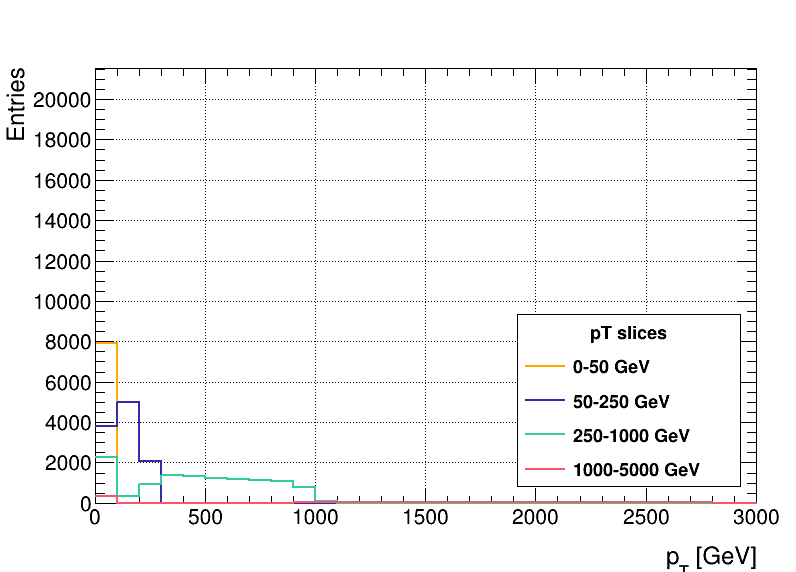 Entries
20000
18000
16000
14000
12000
10000
8000
6000
4000
2000
0
pT slices
0-50 GeV
50-250 GeV
250-1000 GeV
1000-5000 GeV
0 500 1000 1500 2000 2500 3000
pT [GeV]